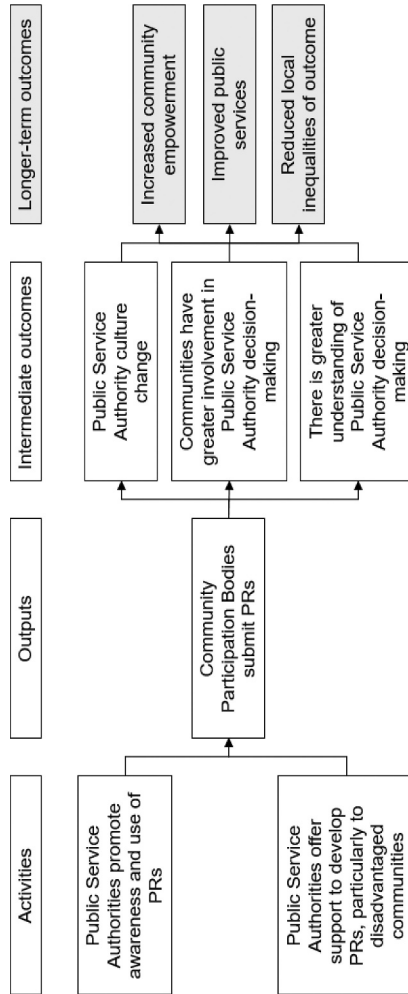 Activities
Outputs
Intermediate outcomes
Longer-term outcomes
Public Service
Authorities promote
awareness and use of
PRs
Public Service
Authorities offer
support to develop
PRs, particularly to
disadvantaged
communities
Community
Participation Bodies
submit PRs
Public Service
Authority culture
change
Communities have
greater involvement in
Public Service
Authority decision-
making
There is greater
understanding of
Public Service
Authority decision-
making
Increased community
empowerment
Improved public
services
Reduced local
inequalities of outcome